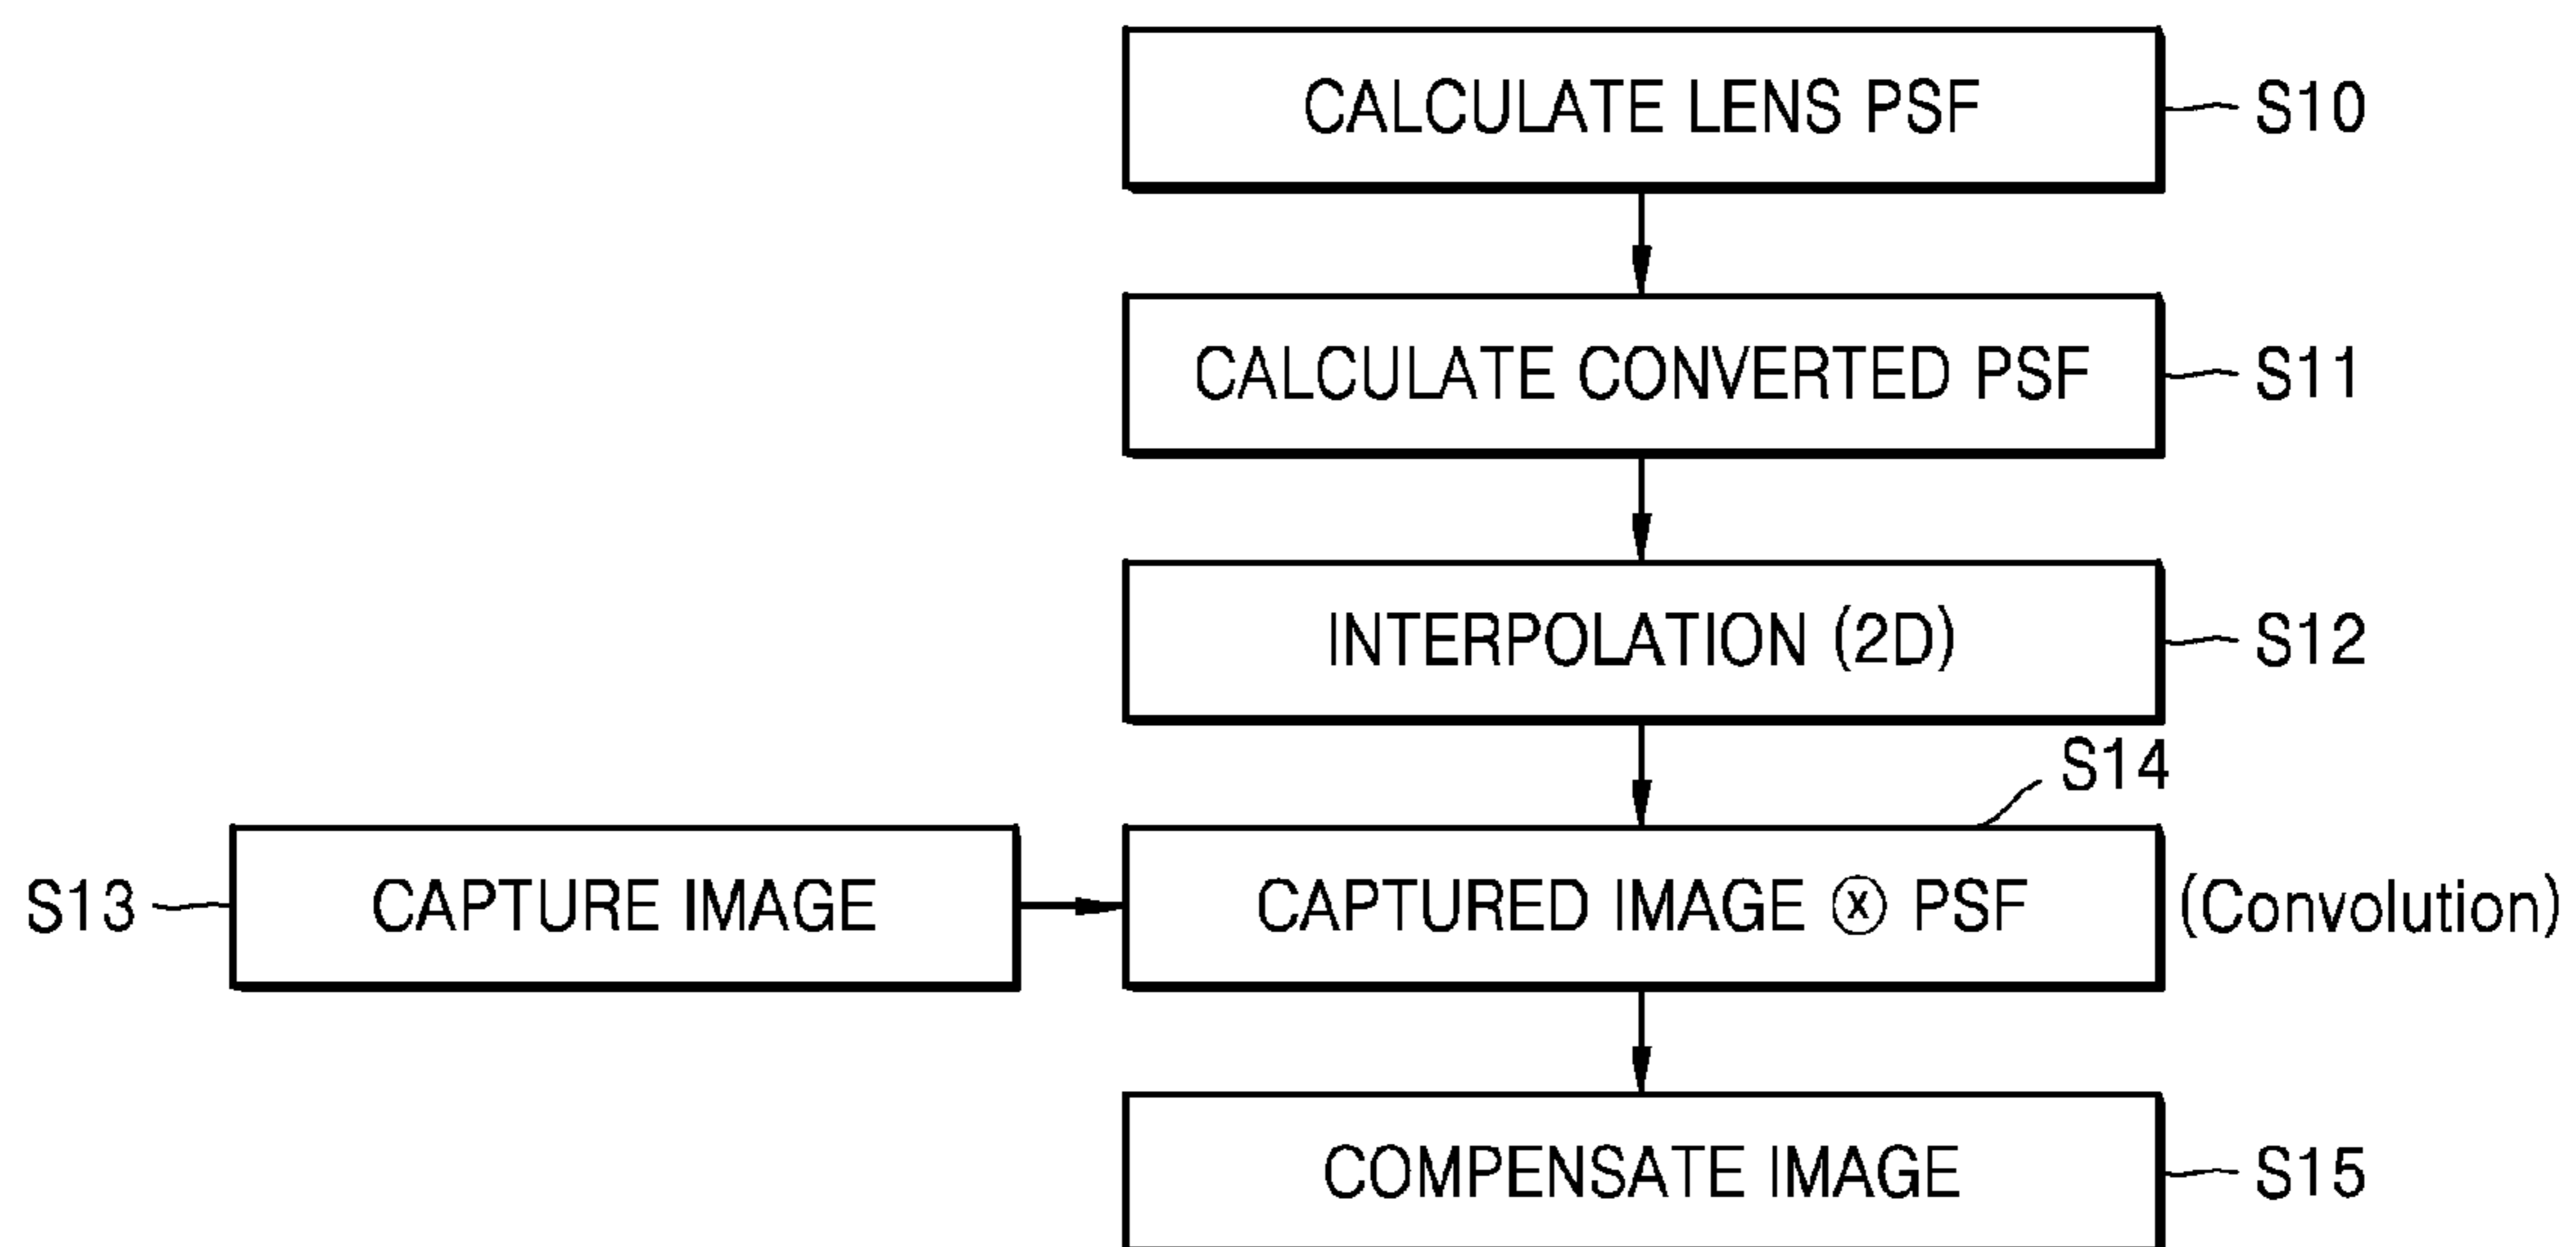 CALCULATE LENS PSF S10
CALCULATE CONVERTED PSF S11
INTERPOLATION (2D) S12
S14
S13 CAPTURE IMAGE CAPTURED IMAGE ⓧ PSF (Convolution)
COMPENSATE IMAGE S15